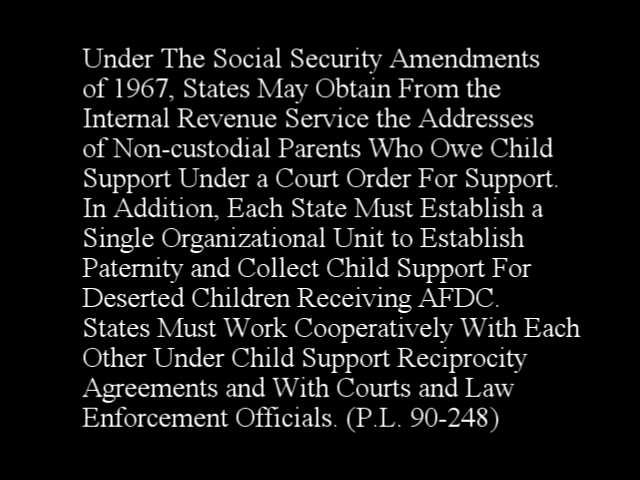 Under The Social Security Amendments
of 1967, States May Obtain From the
Internal Revenue Service the Addresses
of Non-custodial Parents Who Owe Child
Support Under a Court Order For Support.
In Addition, Each State Must Establish a
Single Organizational Unit to Establish
Paternity and Collect Child Support For
Deserted Children Receiving AFDC.
States Must Work Cooperatively With Each
Other Under Child Support Reciprocity
Agreements and With Courts and Law
Enforcement Officials. (P.L. 90-248)